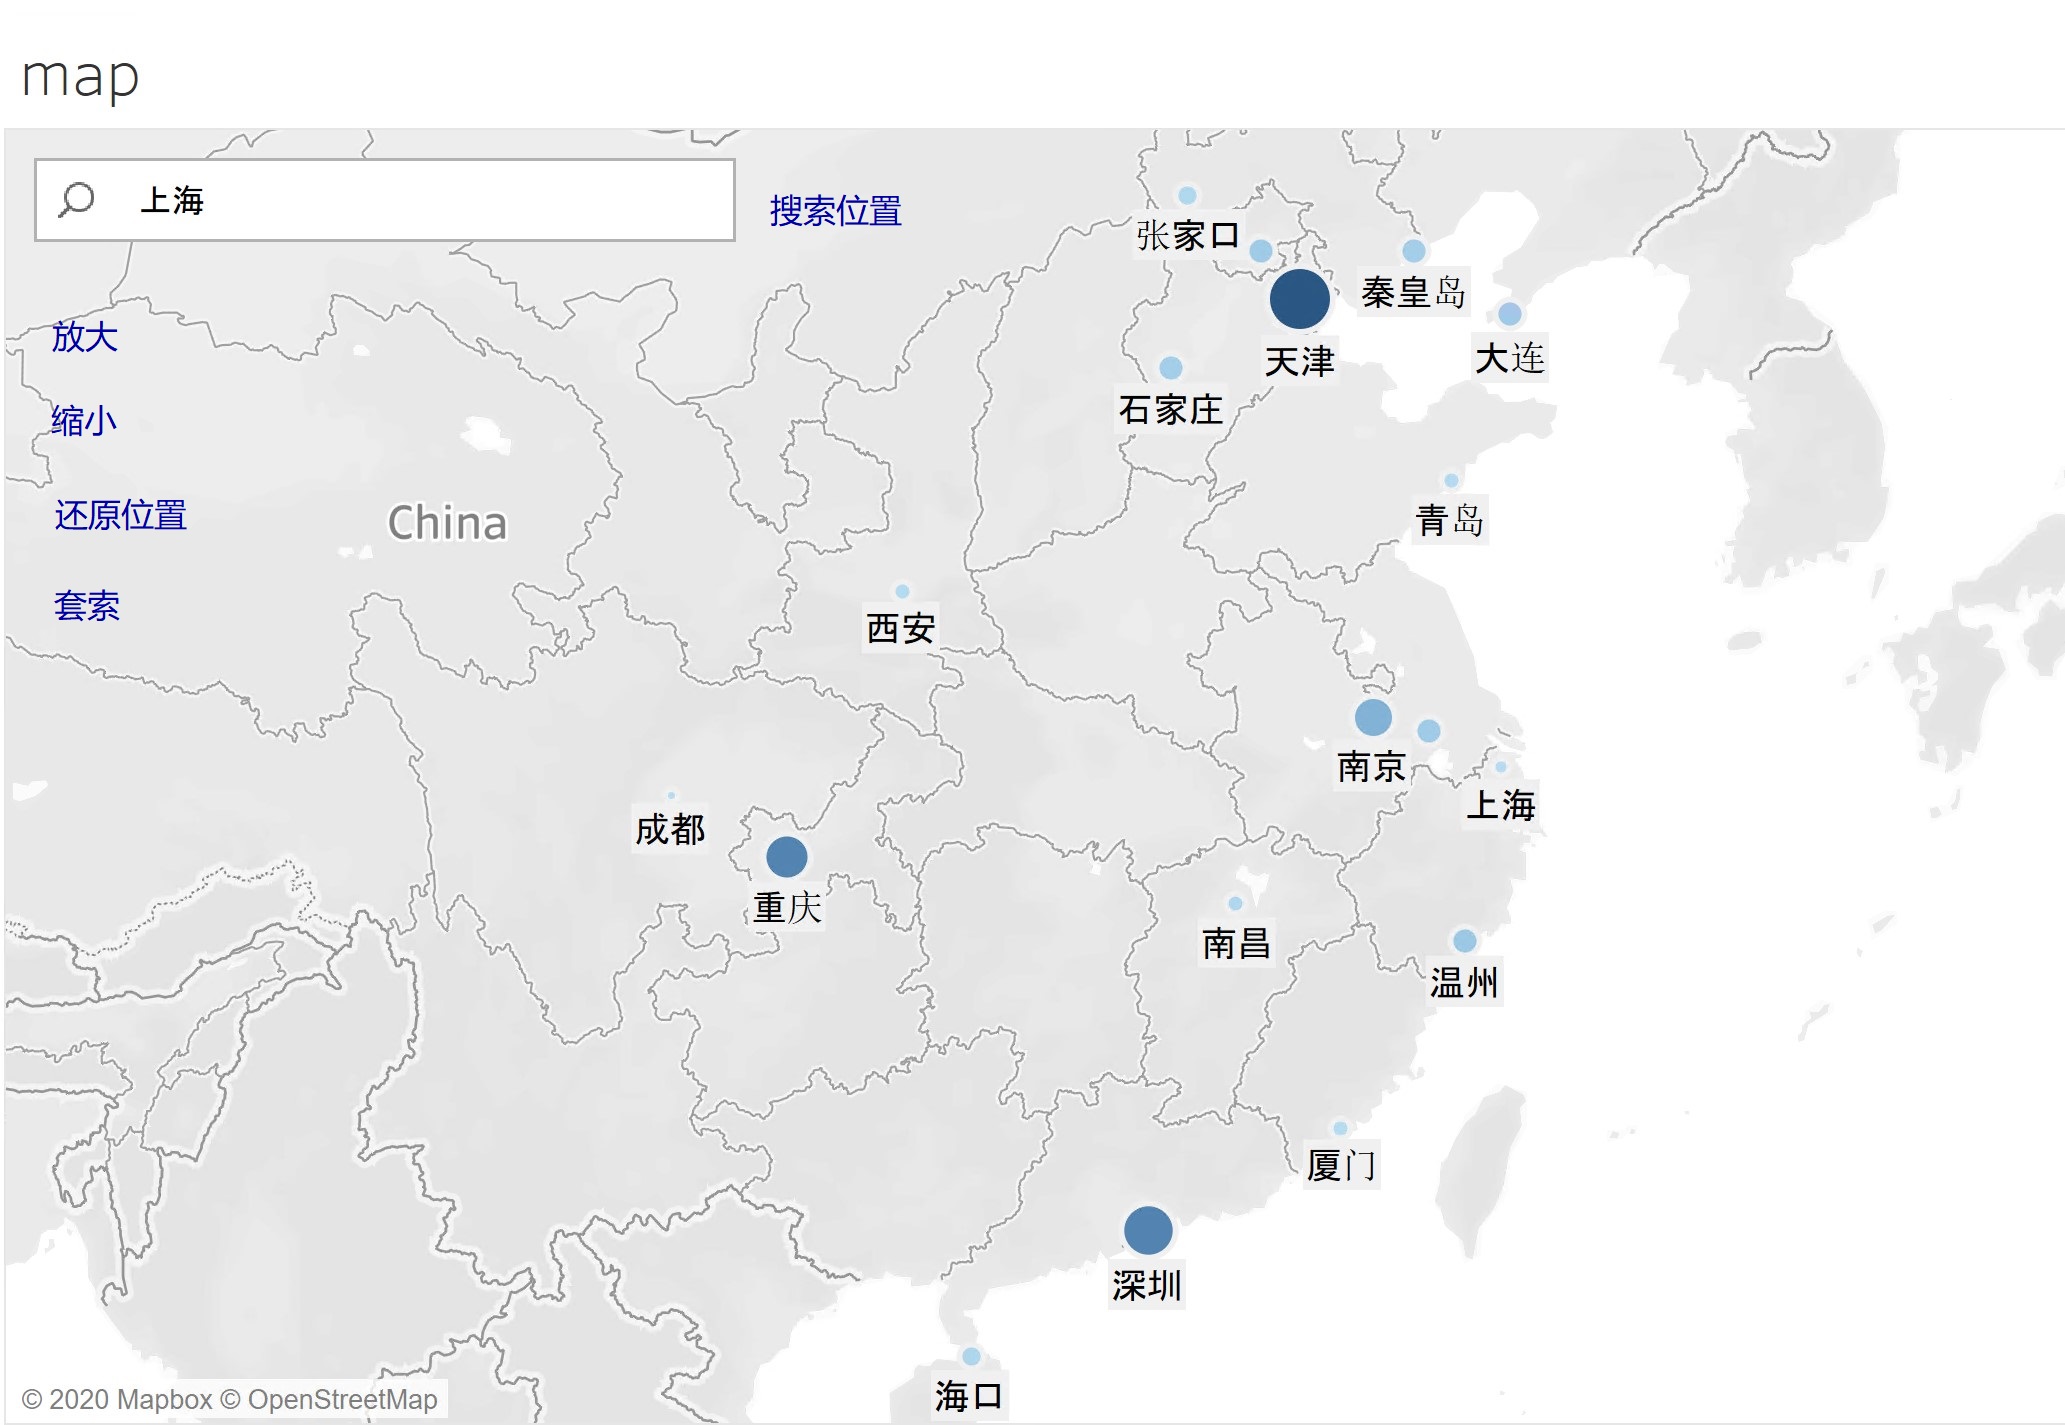 map
上海
搜索位置
张家口
秦皇岛
放大
天津
大连
石家庄
缩小
China
还原位置
青岛
套索
西安
南京
上海
成都
重庆
南昌
温州
厦门
深圳
海口
© 2020 Mapbox © OpenStreetMap